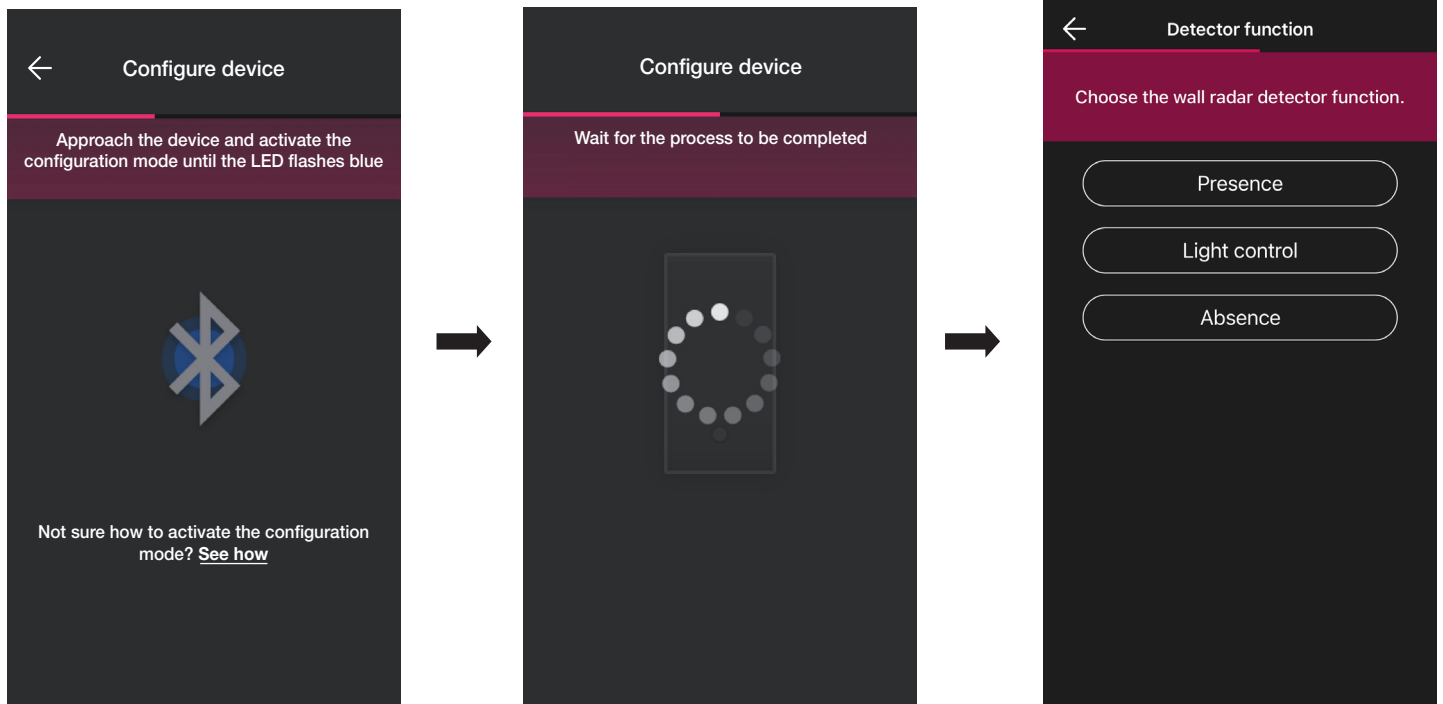 Configure device
Approach the device and activate the
configuration mode until the LED flashes blue
Not sure how to activate the configuration
mode? See how
Configure device
Wait for the process to be completed
Detector function
Choose the wall radar detector function.
Presence
Light control
Absence